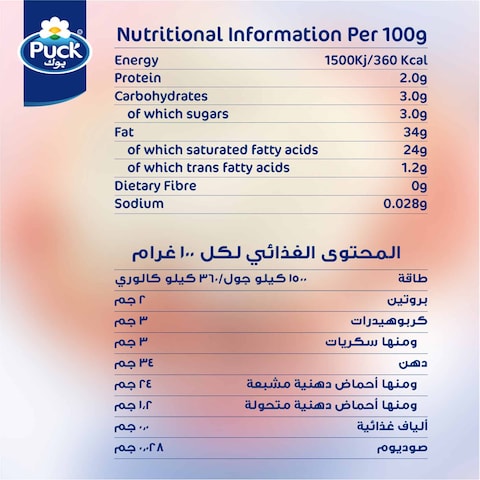 Puck
بوك
Nutritional Information Per 100g
Energy 1500Kj/360 Kcal
Protein 2.0g
Carbohydrates 3.0g
of which sugars 3.0g
Fat 34g
of which saturated fatty acids 24g
of which trans fatty acids 1.2g
Dietary Fibre 0g
Sodium 0.028g
المحتوى الغذائي لكل ١٠٠ غرام
طاقة ١٥٠٠ كيلو جول/٣٦٠ كيلو كالوري
بروتين ٢ جم
كربوهيدرات ٣ جم
ومنها سكريات ٣ جم
دهن ٣٤ جم
ومنها أحماض دهنية مشبعة ٢٤ جم
ومنها أحماض دهنية متحولة ١,٢ جم
ألياف غذائية ٠,٠ جم
صوديوم ٠,٠٢٨ جم